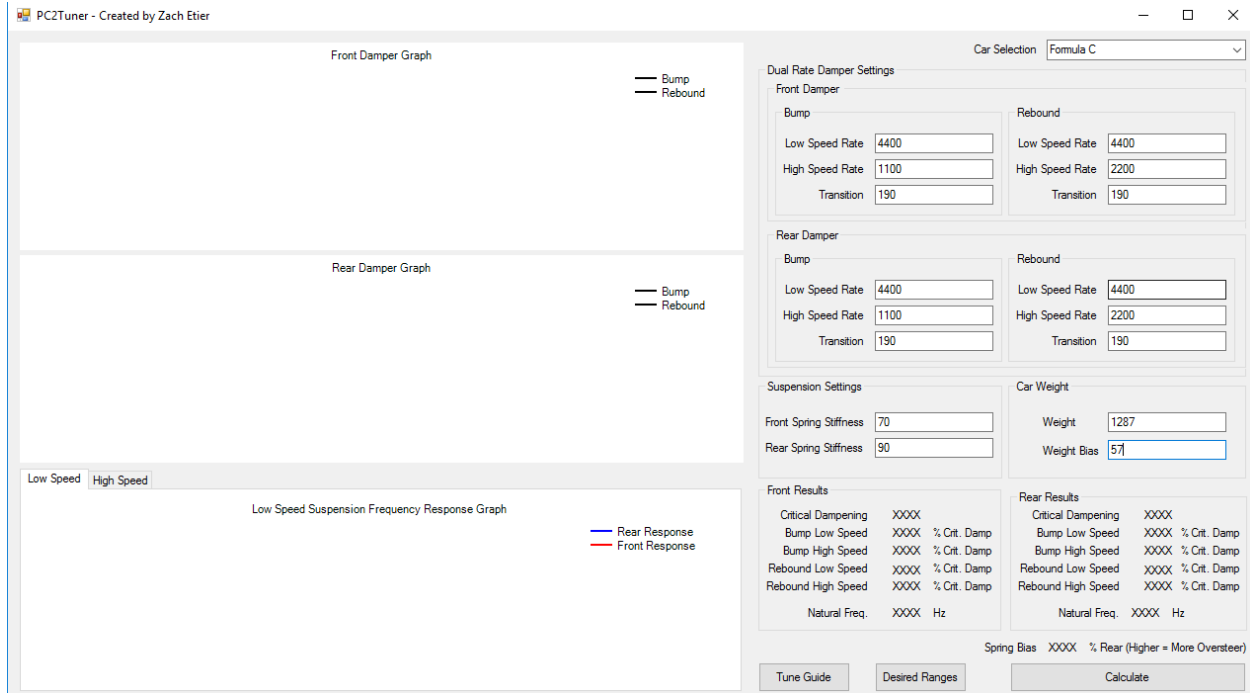 PC2Tuner - Created by Zach Etier
Front Damper Graph
Bump
Rebound
Rear Damper Graph
Bump
Rebound
Low Speed High Speed
Low Speed Suspension Frequency Response Graph
Rear Response
Front Response
Car Selection Formula C
Dual Rate Damper Settings
Front Damper
Bump
Low Speed Rate 4400
High Speed Rate 1100
Transition 190
Rebound
Low Speed Rate 4400
High Speed Rate 2200
Transition 190
Rear Damper
Bump
Low Speed Rate 4400
High Speed Rate 1100
Transition 190
Rebound
Low Speed Rate 4400
High Speed Rate 2200
Transition 190
Suspension Settings
Front Spring Stiffness 70
Rear Spring Stiffness 90
Car Weight
Weight 1287
Weight Bias 57
Front Results
Critical Dampening XXXX
Bump Low Speed XXXX % Crit. Damp
Bump High Speed XXXX % Crit. Damp
Rebound Low Speed XXXX % Crit. Damp
Rebound High Speed XXXX % Crit. Damp
Natural Freq. XXXX Hz
Rear Results
Critical Dampening XXXX
Bump Low Speed XXXX % Crit. Damp
Bump High Speed XXXX % Crit. Damp
Rebound Low Speed XXXX % Crit. Damp
Rebound High Speed XXXX % Crit. Damp
Natural Freq. XXXX Hz
Spring Bias XXXX % Rear (Higher = More Oversteer)
Tune Guide Desired Ranges Calculate